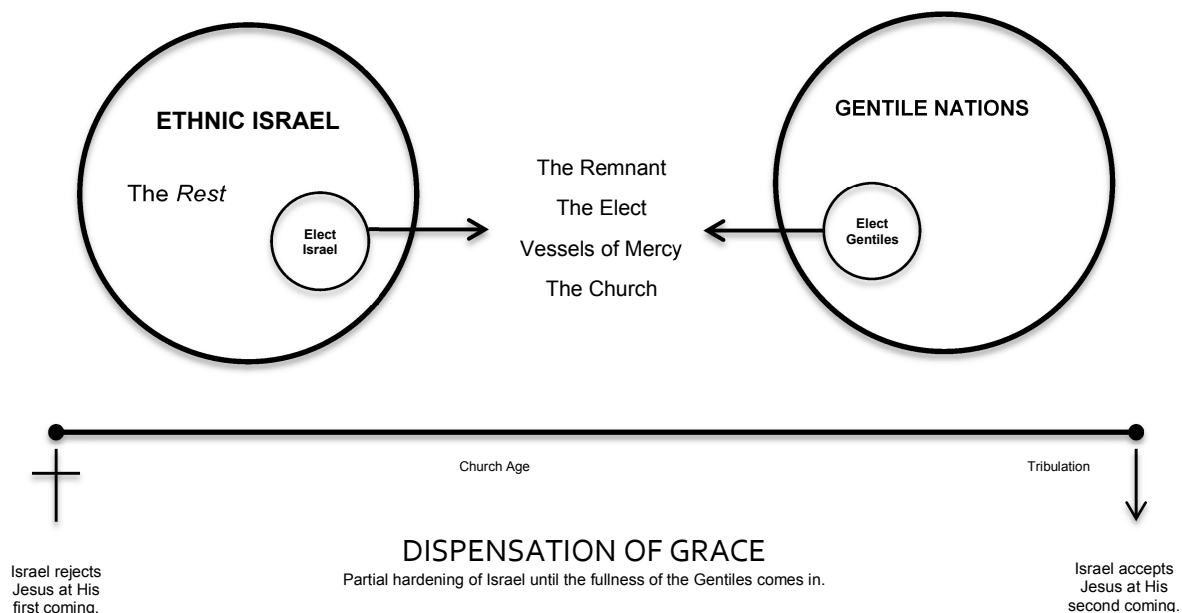 ETHNIC ISRAEL
The Rest
Elect
Israel
The Remnant
The Elect
Vessels of Mercy
The Church
GENTILE NATIONS
Elect
Gentiles
Church Age
Tribulation
Israel rejects
Jesus at His
first coming.
DISPENSATION OF GRACE
Partial hardening of Israel until the fullness of the Gentiles comes in.
Israel accepts
Jesus at His
second coming.